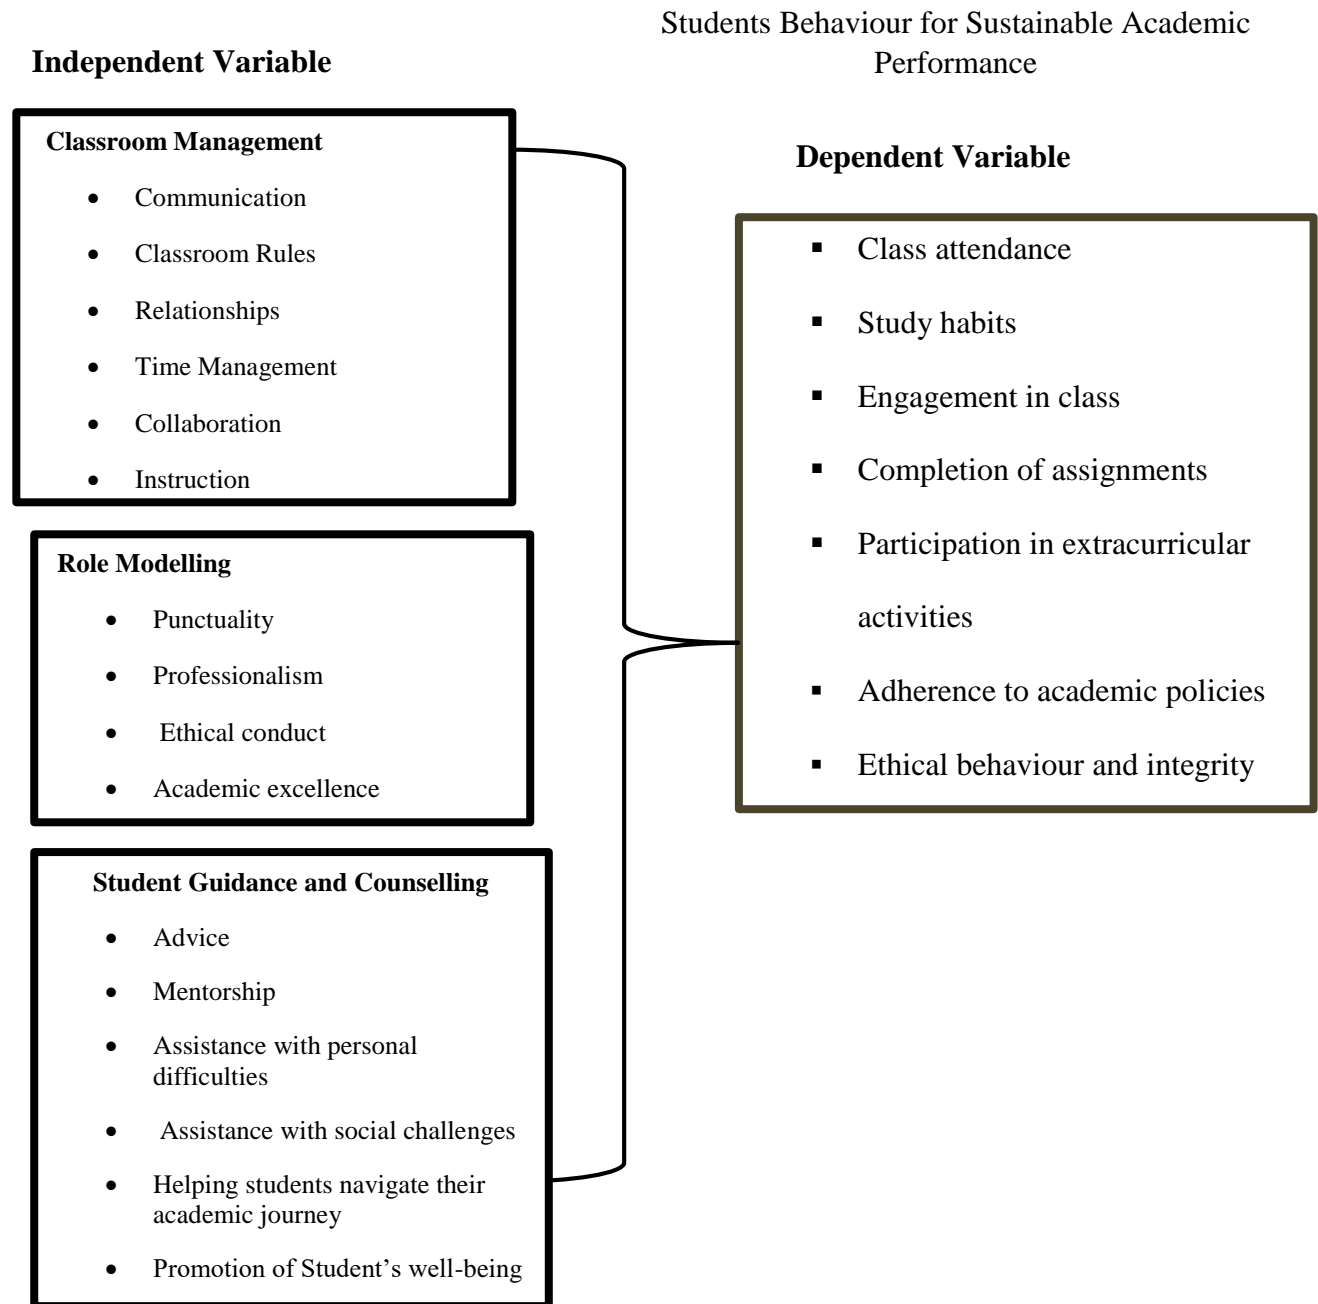 Students Behaviour for Sustainable Academic
Performance
Independent Variable
Classroom Management
• Communication
• Classroom Rules
• Relationships
• Time Management
• Collaboration
• Instruction
Role Modelling
• Punctuality
• Professionalism
• Ethical conduct
• Academic excellence
Student Guidance and Counselling
• Advice
• Mentorship
• Assistance with personal
difficulties
• Assistance with social challenges
• Helping students navigate their
academic journey
• Promotion of Student’s well-being
Dependent Variable
▪ Class attendance
▪ Study habits
▪ Engagement in class
▪ Completion of assignments
▪ Participation in extracurricular
activities
▪ Adherence to academic policies
▪ Ethical behaviour and integrity